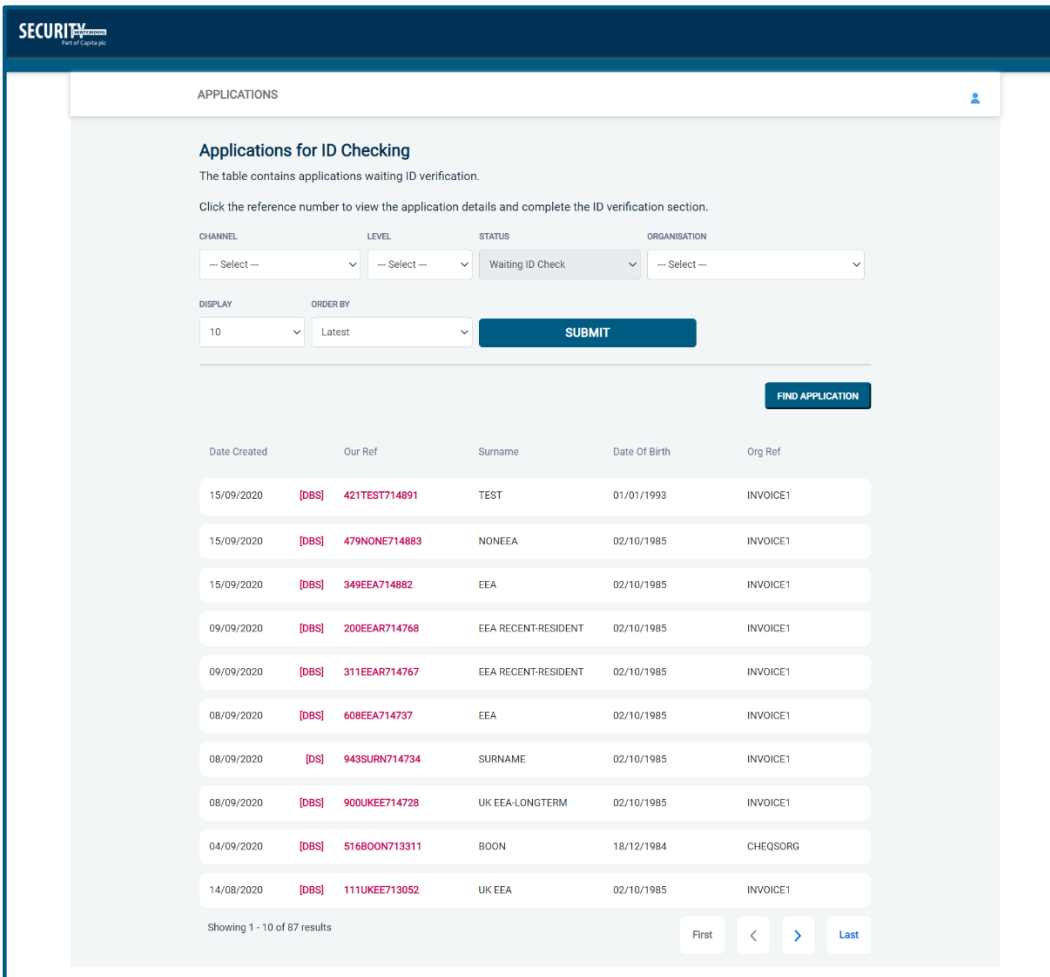 SECURITY WATCHDOG
Part of Capita plc
APPLICATIONS
Applications for ID Checking
The table contains applications waiting ID verification.
Click the reference number to view the application details and complete the ID verification section.
CHANNEL LEVEL STATUS ORGANISATION
--- Select --- --- Select --- Waiting ID Check --- Select ---
DISPLAY ORDER BY
10 Latest SUBMIT
FIND APPLICATION
Date Created Our Ref Surname Date Of Birth Org Ref
15/09/2020 [DBS] 421TEST714891 TEST 01/01/1993 INVOICE1
15/09/2020 [DBS] 479NONE714883 NONEEA 02/10/1985 INVOICE1
15/09/2020 [DBS] 349EEA714882 EEA 02/10/1985 INVOICE1
09/09/2020 [DBS] 200EEAR714768 EEA RECENT-RESIDENT 02/10/1985 INVOICE1
09/09/2020 [DBS] 311EEAR714767 EEA RECENT-RESIDENT 02/10/1985 INVOICE1
08/09/2020 [DBS] 608EEA714737 EEA 02/10/1985 INVOICE1
08/09/2020 [DS] 943SURN714734 SURNAME 02/10/1985 INVOICE1
08/09/2020 [DBS] 900UKEE714728 UK EEA-LONGTERM 02/10/1985 INVOICE1
04/09/2020 [DBS] 516BOON713311 BOON 18/12/1984 CHEQSORG
14/08/2020 [DBS] 111UKEE713052 UK EEA 02/10/1985 INVOICE1
Showing 1 - 10 of 87 results
First < > Last